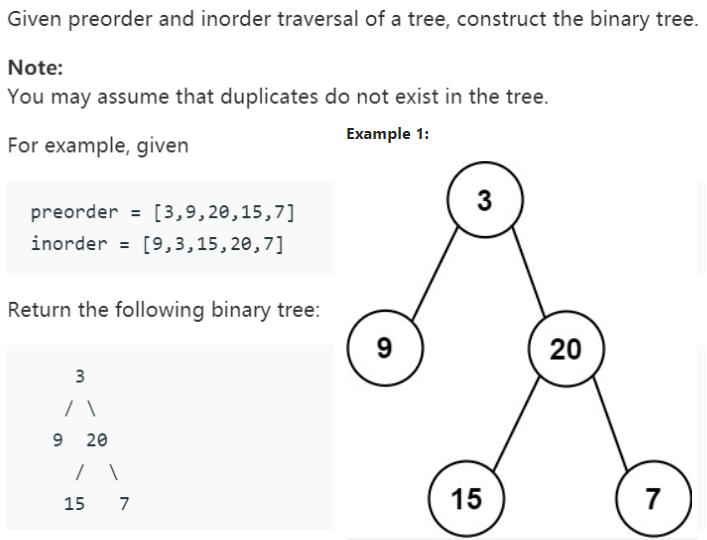 Given preorder and inorder traversal of a tree, construct the binary tree.
Note:
You may assume that duplicates do not exist in the tree.
For example, given
preorder = [3,9,20,15,7]
inorder = [9,3,15,20,7]
Return the following binary tree:
3
/ \
9 20
/ \
15 7
Example 1:
3
9 20
15 7